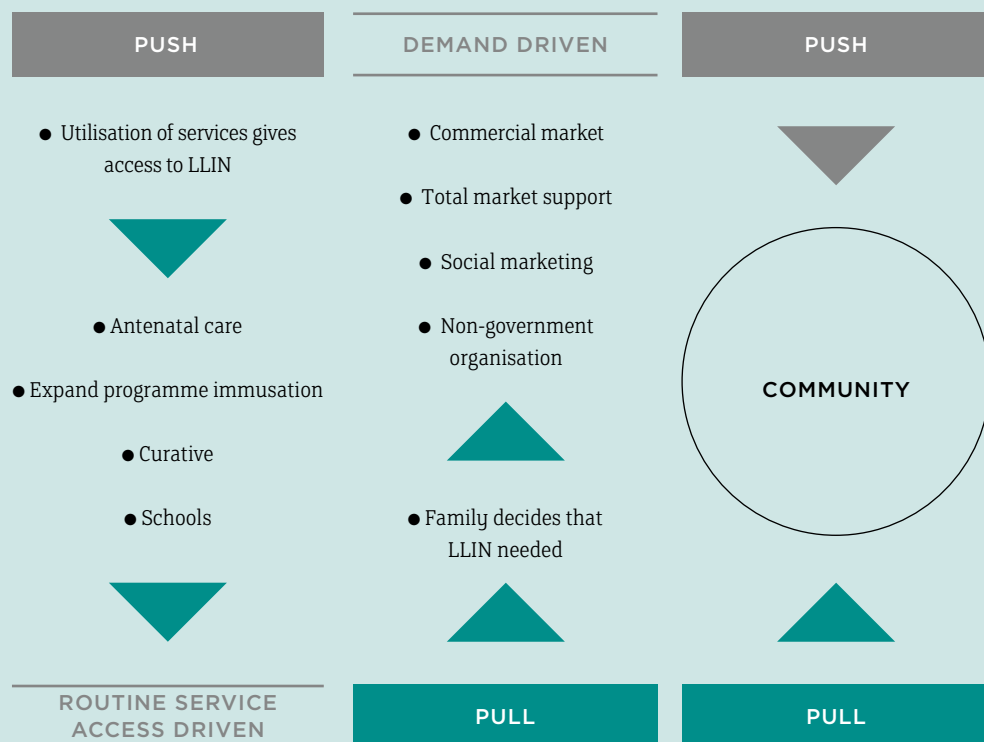 PUSH
● Utilisation of services gives
access to LLIN
● Antenatal care
● Expand programme immusation
● Curative
● Schools
ROUTINE SERVICE
ACCESS DRIVEN
DEMAND DRIVEN
● Commercial market
● Total market support
● Social marketing
● Non-government
organisation
● Family decides that
LLIN needed
PULL
PUSH
COMMUNITY
PULL